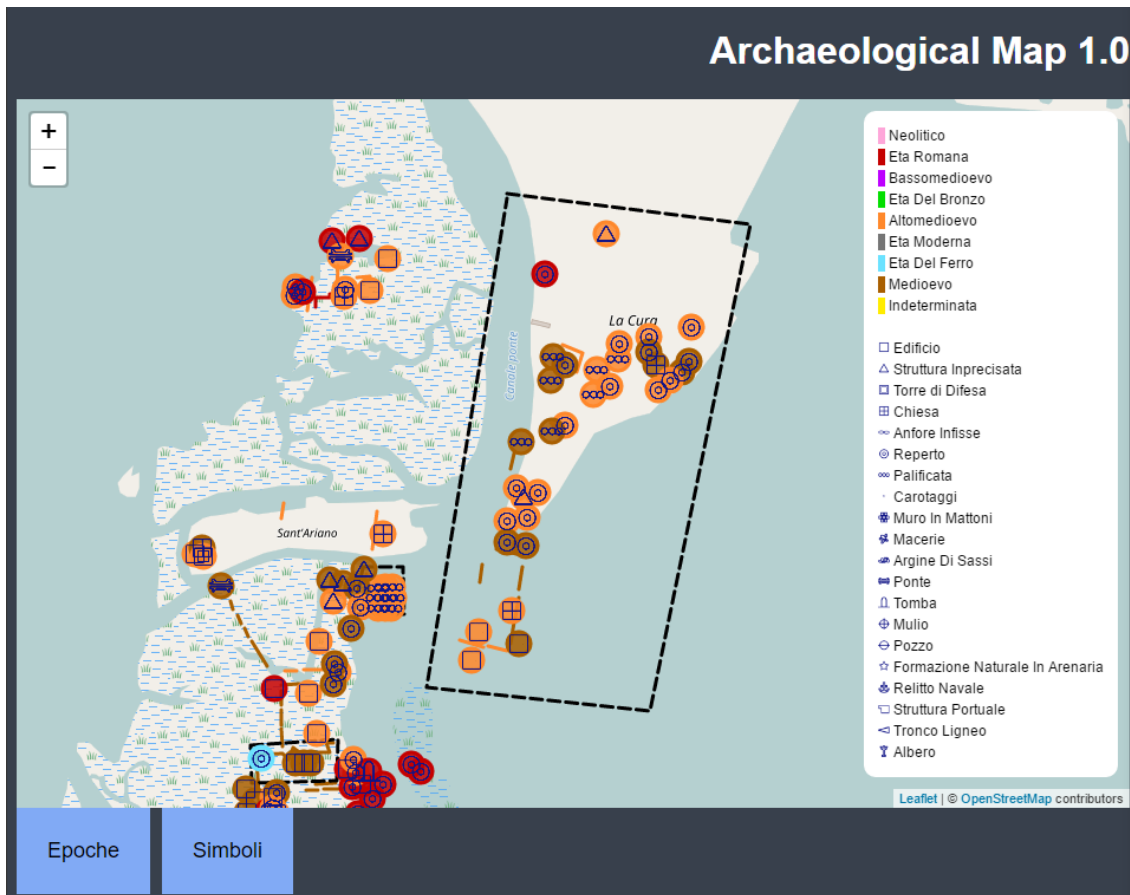 Archaeological Map 1.0
+
−
Neolitico
Eta Romana
Bassomedioevo
Eta Del Bronzo
Altomedioevo
Eta Moderna
Eta Del Ferro
Medioevo
Indeterminata
Edificio
Struttura Inprecisata
Torre di Difesa
Chiesa
Anfore Infisse
Reperto
Palificata
Carotaggi
Muro In Mattoni
Macerie
Argine Di Sassi
Ponte
Tomba
Mulio
Pozzo
Formazione Naturale In Arenaria
Relitto Navale
Struttura Portuale
Tronco Ligneo
Albero
La Cura
Canale ponte
Sant'Ariano
Leaflet | © OpenStreetMap contributors
Epoche
Simboli